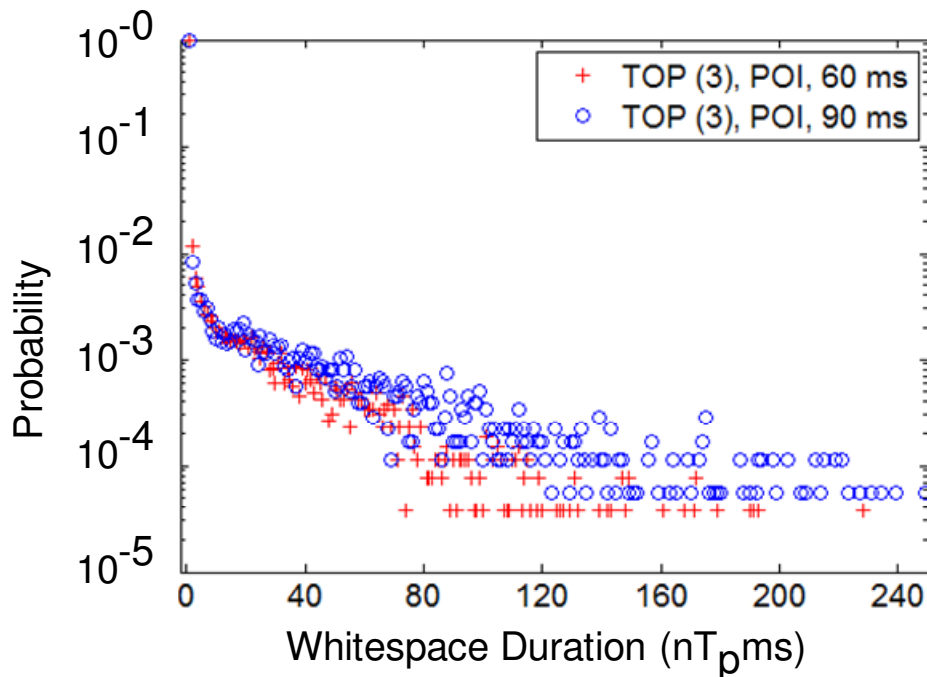 10^-0
10^-1
10^-2
10^-3
10^-4
10^-5
Probability
TOP (3), POI, 60 ms
TOP (3), POI, 90 ms
0 40 80 120 160 200 240
Whitespace Duration (nT_pms)